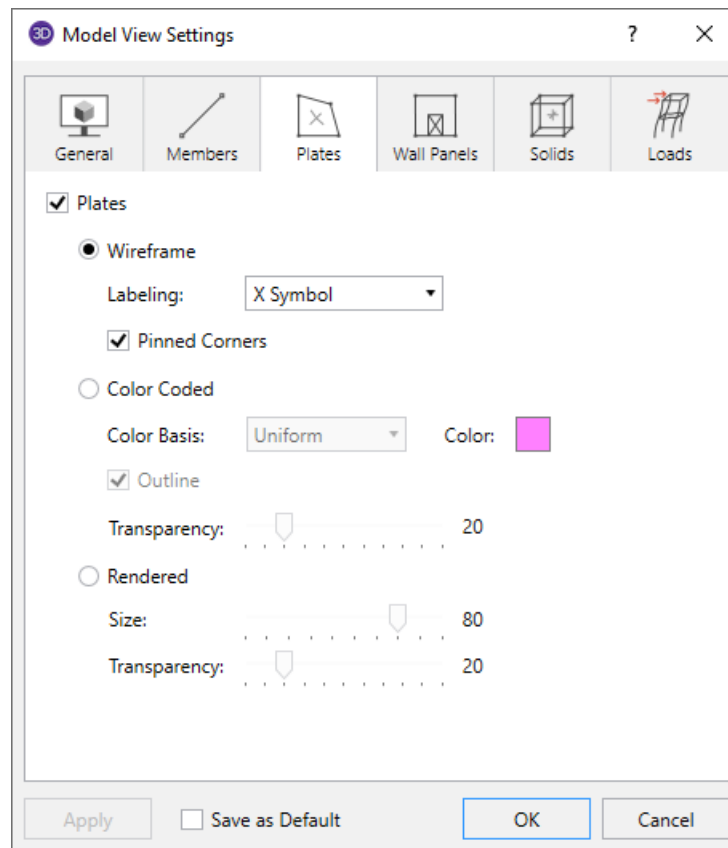 3D Model View Settings ? 
General Members Plates Wall Panels Solids Loads
Plates
Wireframe
Labeling: X Symbol
Pinned Corners
Color Coded
Color Basis: Uniform Color:
Outline
Transparency: 20
Rendered
Size: 80
Transparency: 20
Apply Save as Default OK Cancel